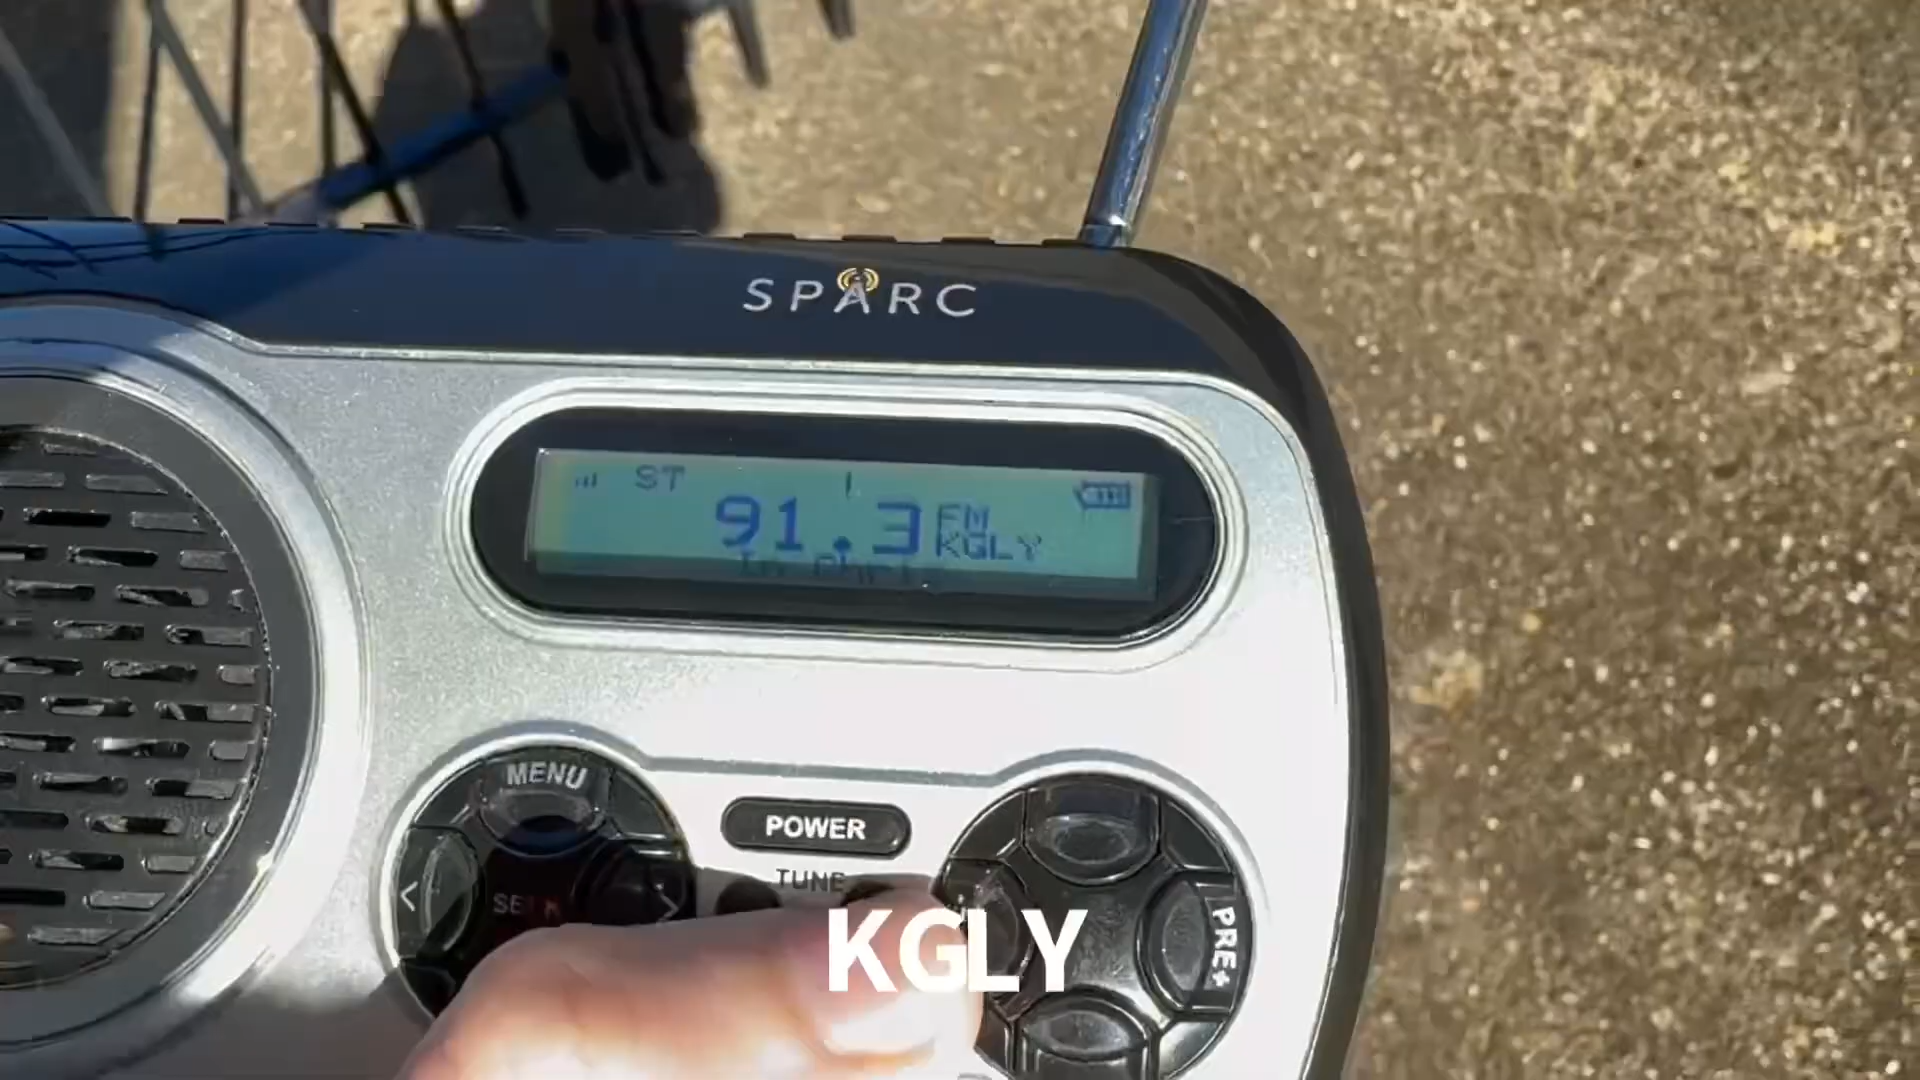 SPARC
ST
91.3 FM
KGLY
MENU
POWER
TUNE
<
>
PRE+
KGLY